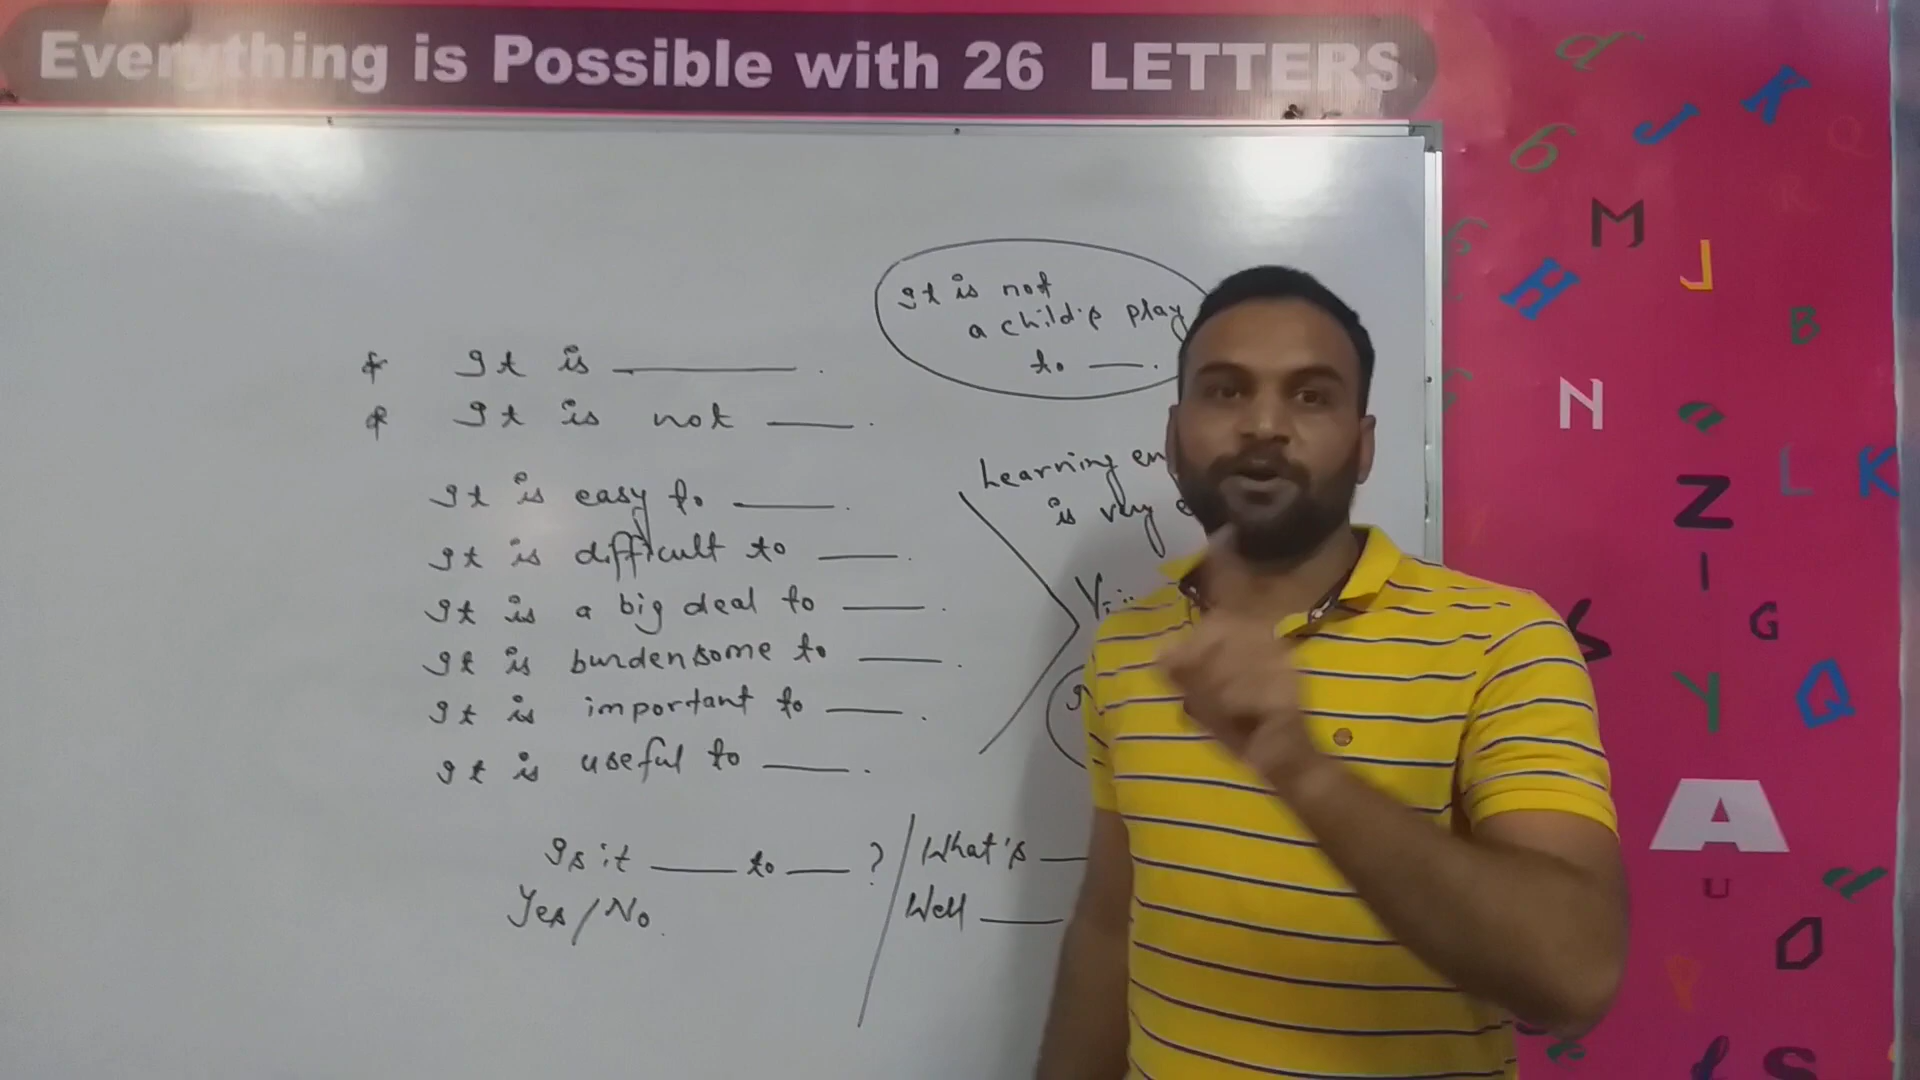 Everything is Possible with 26 LETTERS
It is not
a child's play
to ___.
* It is ______.
* It is not ___.
It is easy to ____.
It is difficult to ___.
It is a big deal to ___.
It is burdensome to ___.
It is important to ___.
It is useful to ___.
Learning
is very
Is it ___ to ___?
Yes/No.
What's ___
Well ___
d
K
J
6
M
J
H
B
N
Z
L
K
I
G
Y
Q
A
U
O
S